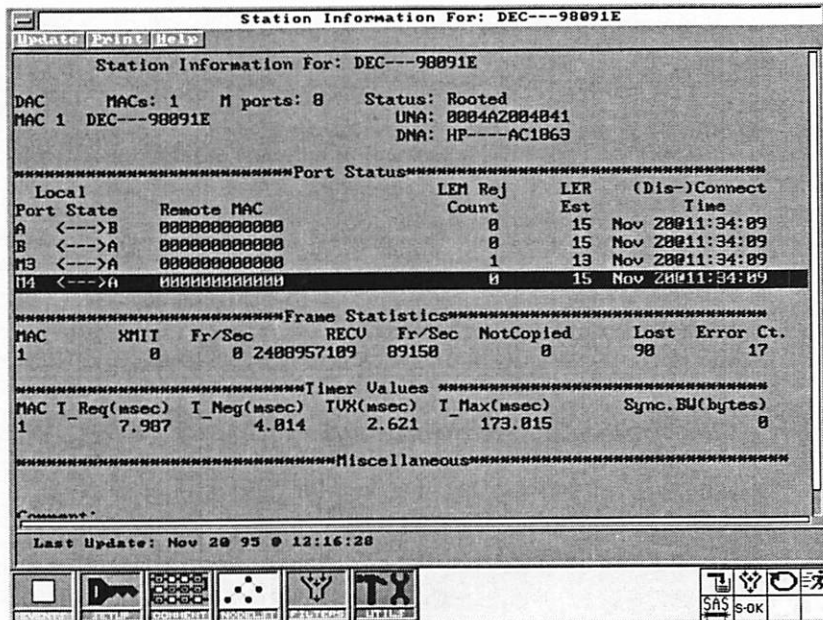 Station Information For: DEC---98091E
Update Print Help
Station Information For: DEC---98091E
DAC MACs: 1 M ports: 8 Status: Rooted
MAC 1 DEC---98091E UNA: 0004A2004041
DNA: HP----AC1063
******************************Port Status***************************************
Local LEM Rej LER (Dis-)Connect
Port State Remote MAC Count Est Time
A <--->B 000000000000 0 15 Nov 20@11:34:09
B <--->A 000000000000 0 15 Nov 20@11:34:09
M3 <--->A 000000000000 1 13 Nov 20@11:34:09
M4 <--->A 000000000000 0 15 Nov 20@11:34:09
*****************************Frame Statistics***********************************
MAC XMIT Fr/Sec RECV Fr/Sec NotCopied Lost Error Ct.
1 0 0 2408957109 89150 0 90 17
*******************************Timer Values ************************************
MAC T_Req(msec) T_Neg(msec) TVX(msec) T_Max(msec) Sync.BW(bytes)
1 7.987 4.014 2.621 173.015 0
***********************************Miscellaneous***********************************
Comment:
Last Update: Nov 20 95 @ 12:16:28
EVENTS SETUP COMMENT NODELIST FILTERS UTILS
SAS S-OK